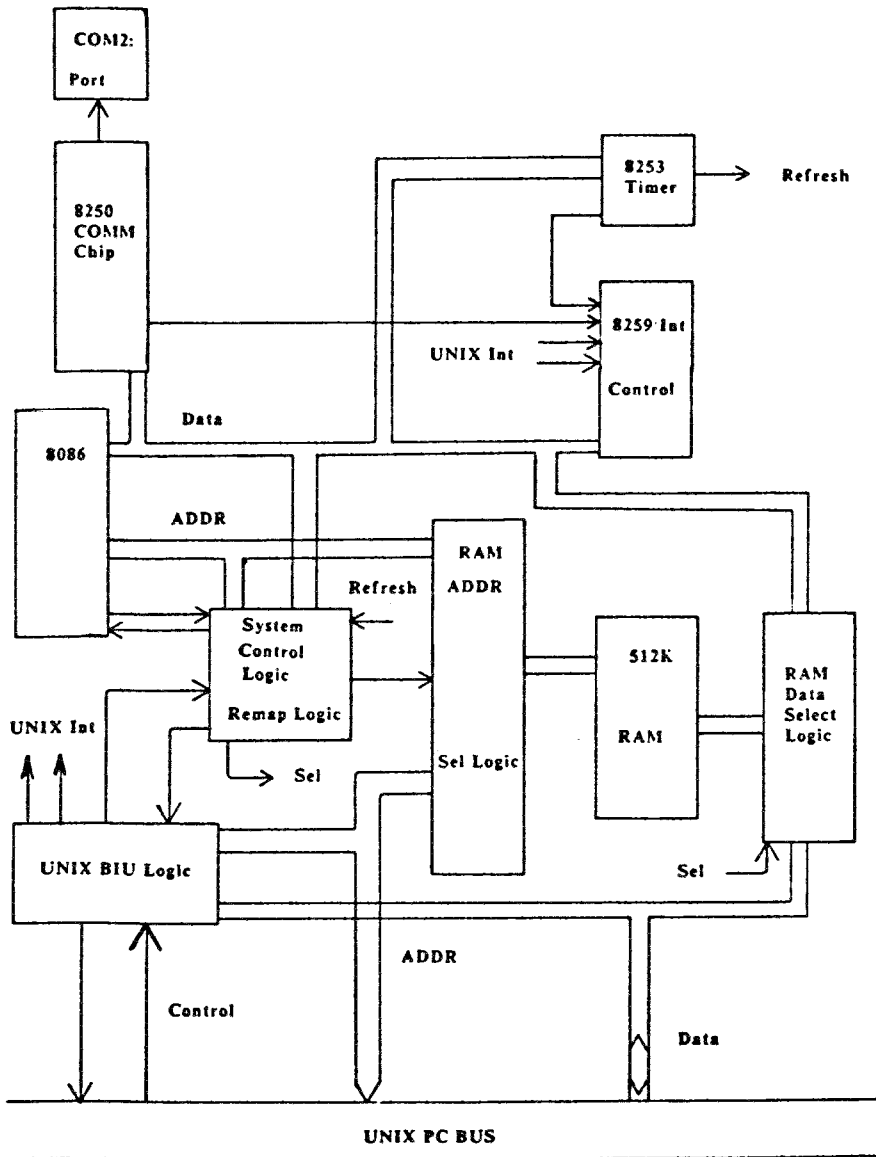 COM2:
Port
8250
COMM
Chip
8253
Timer
Refresh
8259 Int
Control
UNIX Int
Data
8086
ADDR
RAM
ADDR
Sel Logic
Refresh
System
Control
Logic
Remap Logic
512K
RAM
RAM
Data
Select
Logic
UNIX Int
Sel
UNIX BIU Logic
Sel
ADDR
Control
Data
UNIX PC BUS